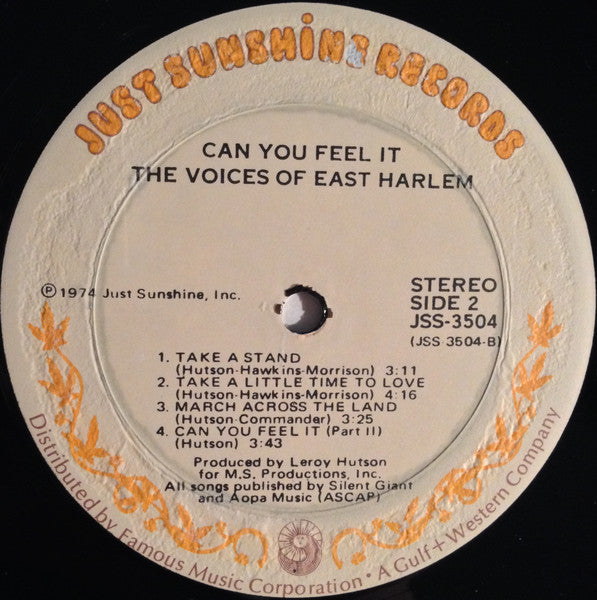 JUST SUNSHINE RECORDS
CAN YOU FEEL IT
THE VOICES OF EAST HARLEM
℗ 1974 Just Sunshine, Inc.
STEREO
SIDE 2
JSS-3504
(JSS 3504-B)
1. TAKE A STAND
(Hutson-Hawkins-Morrison) 3:11
2. TAKE A LITTLE TIME TO LOVE
(Hutson-Hawkins-Morrison) 4:16
3. MARCH ACROSS THE LAND
(Hutson-Commander) 3:25
4. CAN YOU FEEL IT (Part II)
(Hutson) 3:43
Produced by Leroy Hutson
for M.S. Productions, Inc.
All songs published by Silent Giant
and Aopa Music (ASCAP)
Distributed by Famous Music Corporation • A Gulf+Western Company